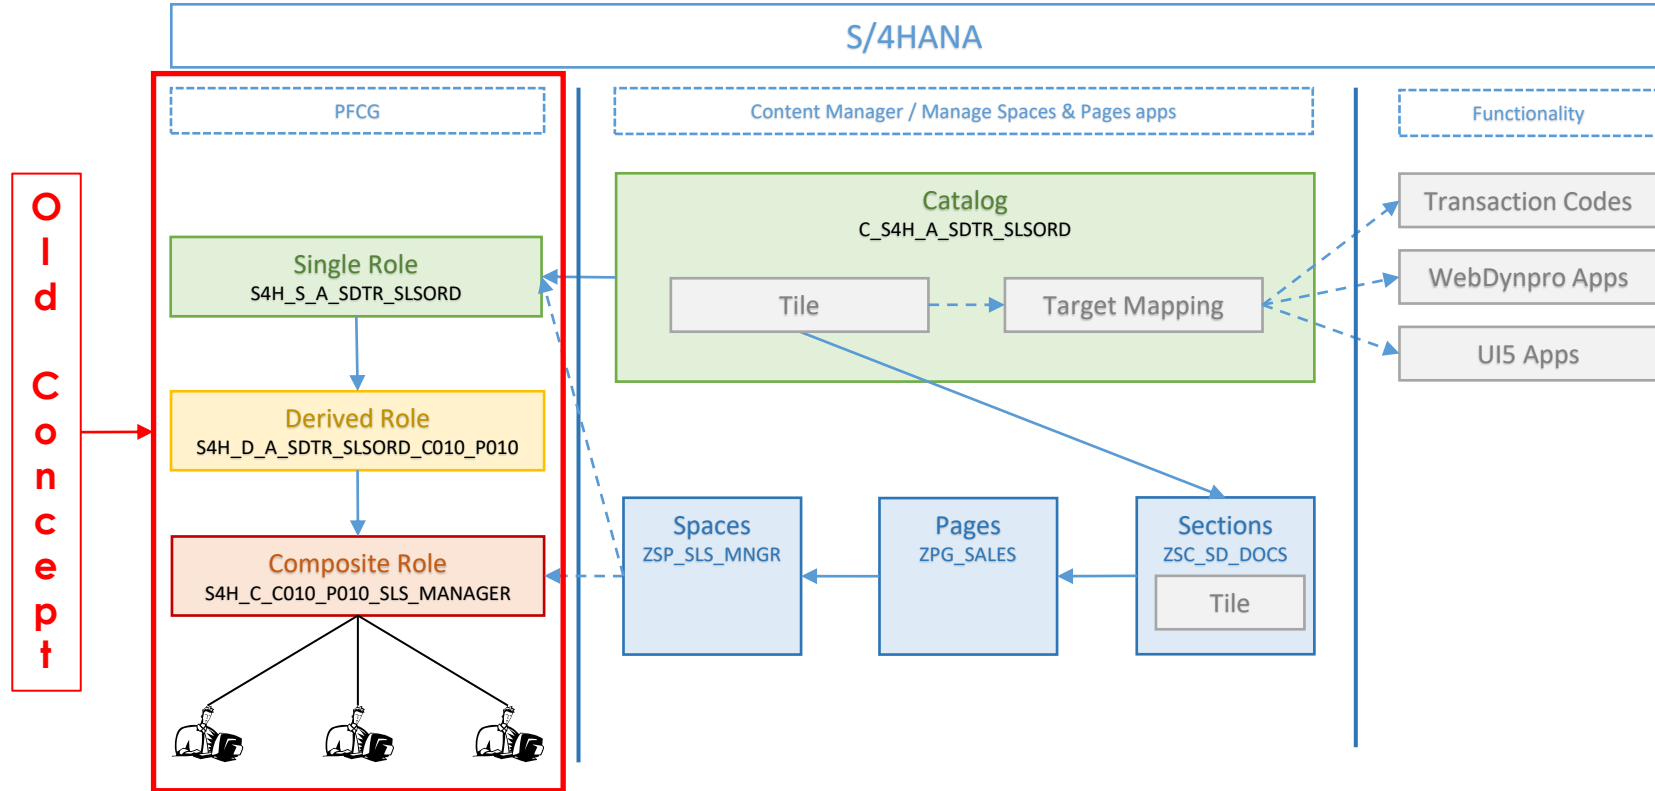 S/4HANA
PFCG
Content Manager / Manage Spaces & Pages apps
Functionality
Old Concept
Single Role
S4H_S_A_SDTR_SLSORD
Derived Role
S4H_D_A_SDTR_SLSORD_C010_P010
Composite Role
S4H_C_C010_P010_SLS_MANAGER
Catalog
C_S4H_A_SDTR_SLSORD
Tile
Target Mapping
Spaces
ZSP_SLS_MNGR
Pages
ZPG_SALES
Sections
ZSC_SD_DOCS
Tile
Transaction Codes
WebDynpro Apps
UI5 Apps